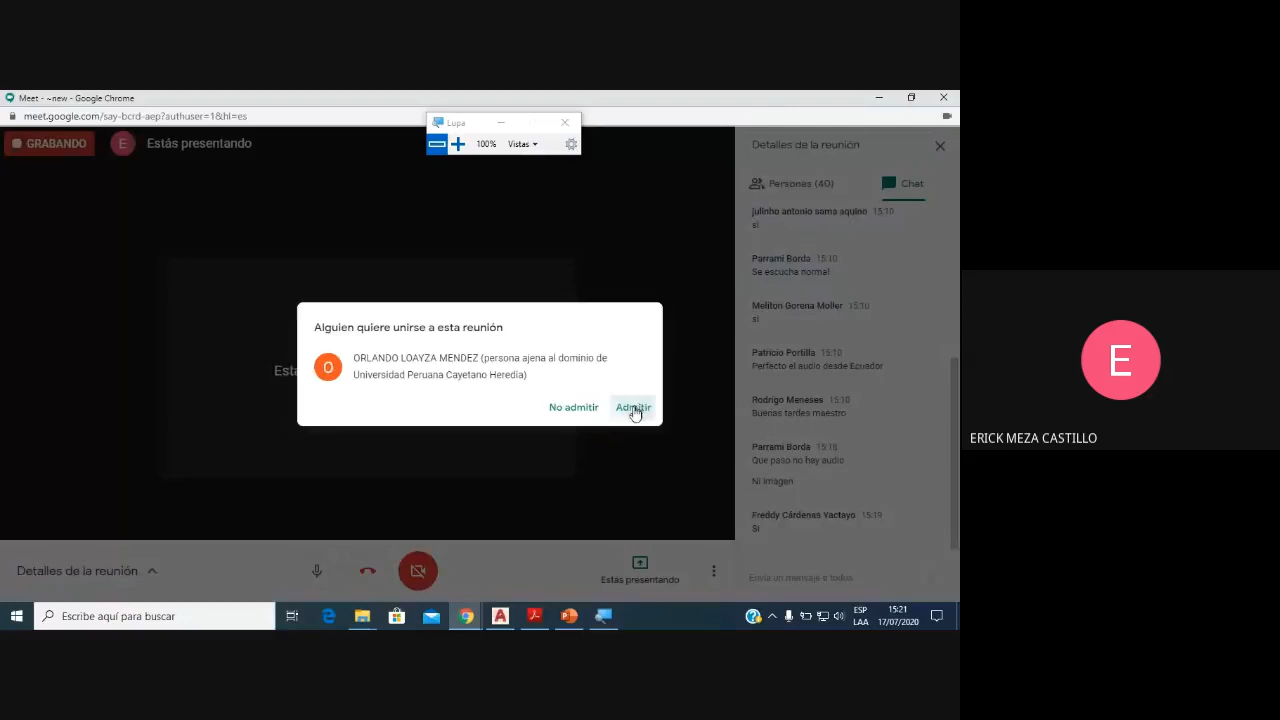 Meet - ~new - Google Chrome
meet.google.com/say-bcrd-aep?authuser=1&hl=es
Lupa
100%
Vistas
GRABANDO
E
Estás presentando
Detalles de la reunión
Personas (40)
Chat
julinho antonio soma aquino 15:10
si
Parrami Borda 15:10
Se escucha normal
Meliton Gorena Moller 15:10
si
Patricio Portilla 15:10
Perfecto el audio desde Ecuador
Rodrigo Meneses 15:10
Buenas tardes maestro
Parrami Borda 15:18
Que paso no hay audio
Ni imagen
Freddy Cárdenas Yactayo 15:19
Si
Envía un mensaje a todos
Está
Alguien quiere unirse a esta reunión
O
ORLANDO LOAYZA MENDEZ (persona ajena al dominio de
Universidad Peruana Cayetano Heredia)
No admitir
Admitir
Detalles de la reunión
Estás presentando
Escribe aquí para buscar
ESP
LAA
15:21
17/07/2020
E
ERICK MEZA CASTILLO